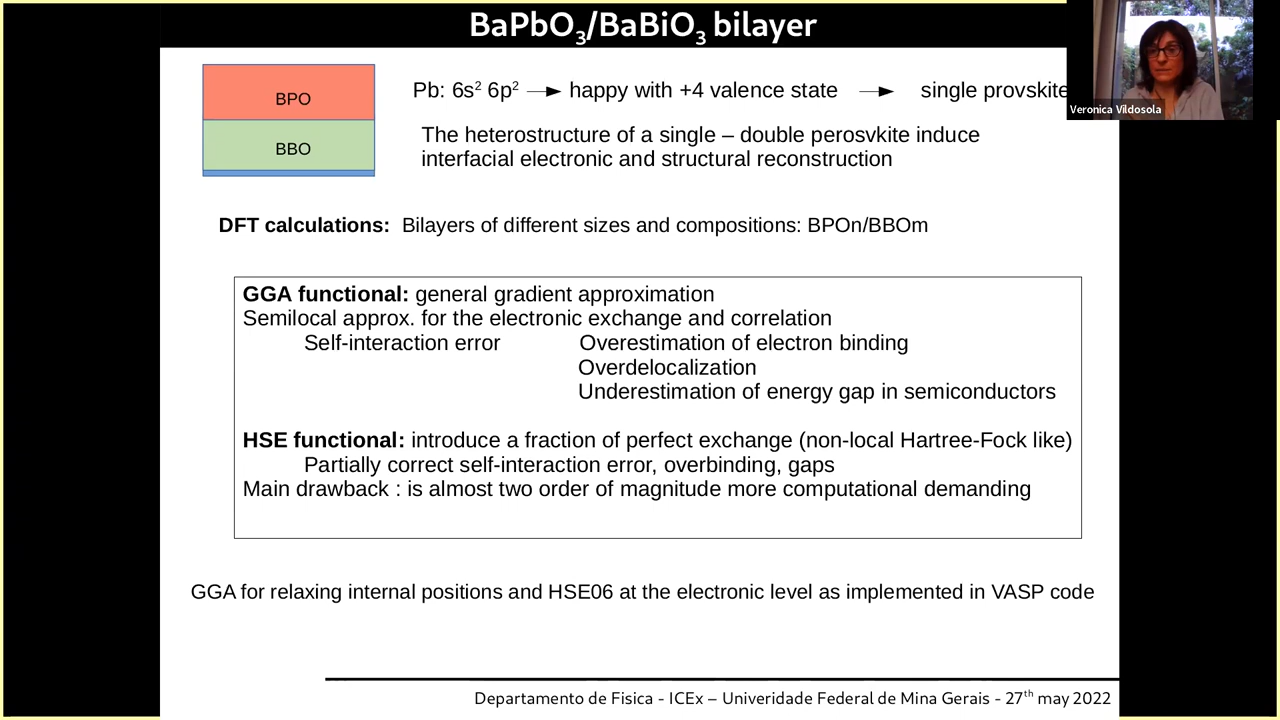 BaPbO3/BaBiO3 bilayer
BPO
BBO
Pb: 6s2 6p2 → happy with +4 valence state → single provskite
Veronica Vildosola
The heterostructure of a single – double perosvkite induce
interfacial electronic and structural reconstruction
DFT calculations: Bilayers of different sizes and compositions: BPOn/BBOm
GGA functional: general gradient approximation
Semilocal approx. for the electronic exchange and correlation
Self-interaction error Overestimation of electron binding
Overdelocalization
Underestimation of energy gap in semiconductors
HSE functional: introduce a fraction of perfect exchange (non-local Hartree-Fock like)
Partially correct self-interaction error, overbinding, gaps
Main drawback : is almost two order of magnitude more computational demanding
GGA for relaxing internal positions and HSE06 at the electronic level as implemented in VASP code
Departamento de Fisica - ICEx – Univeridade Federal de Mina Gerais - 27th may 2022